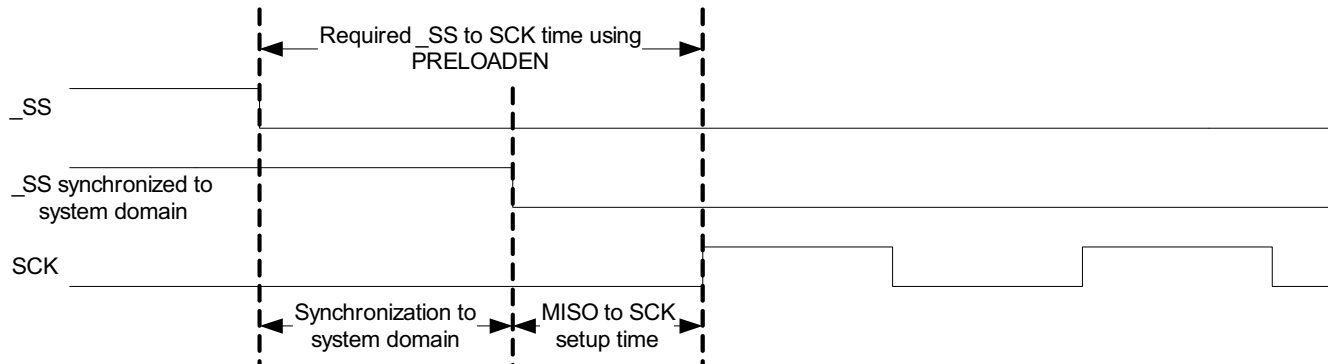 Required _SS to SCK time using
PRELOADEN
_SS
_SS synchronized to
system domain
SCK
Synchronization to
system domain
MISO to SCK
setup time